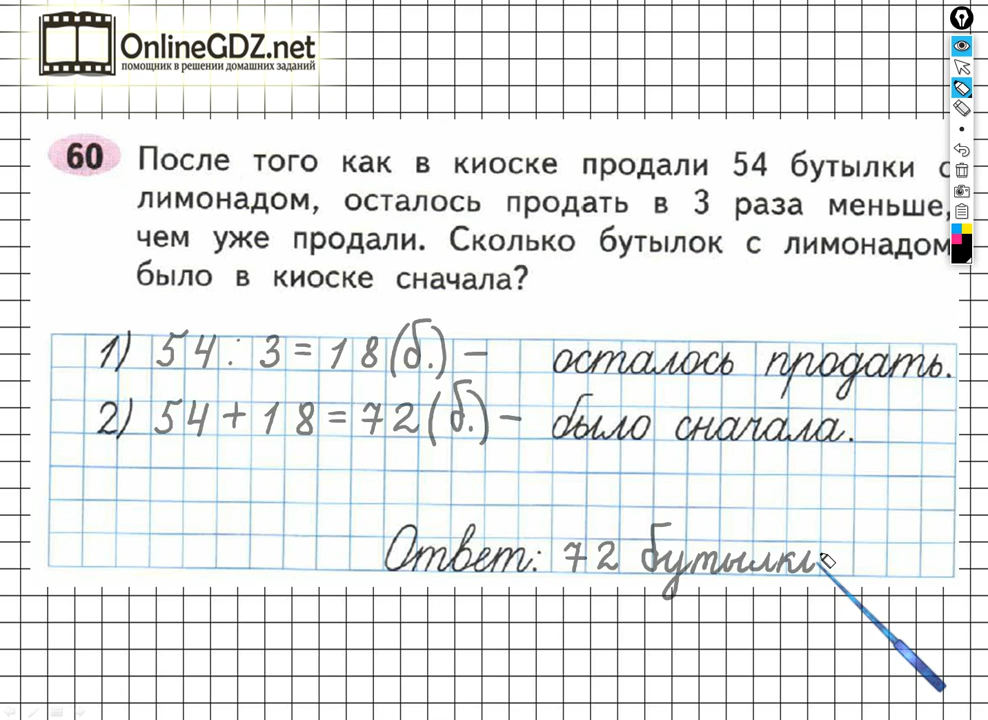 OnlineGDZ.net
помощник в решении домашних заданий
60 После того как в киоске продали 54 бутылки с
лимонадом, осталось продать в 3 раза меньше,
чем уже продали. Сколько бутылок с лимонадом
было в киоске сначала?
1) 54 : 3 = 18 (б.) – осталось продать.
2) 54 + 18 = 72 (б.) – было сначала.
Ответ: 72 бутылки